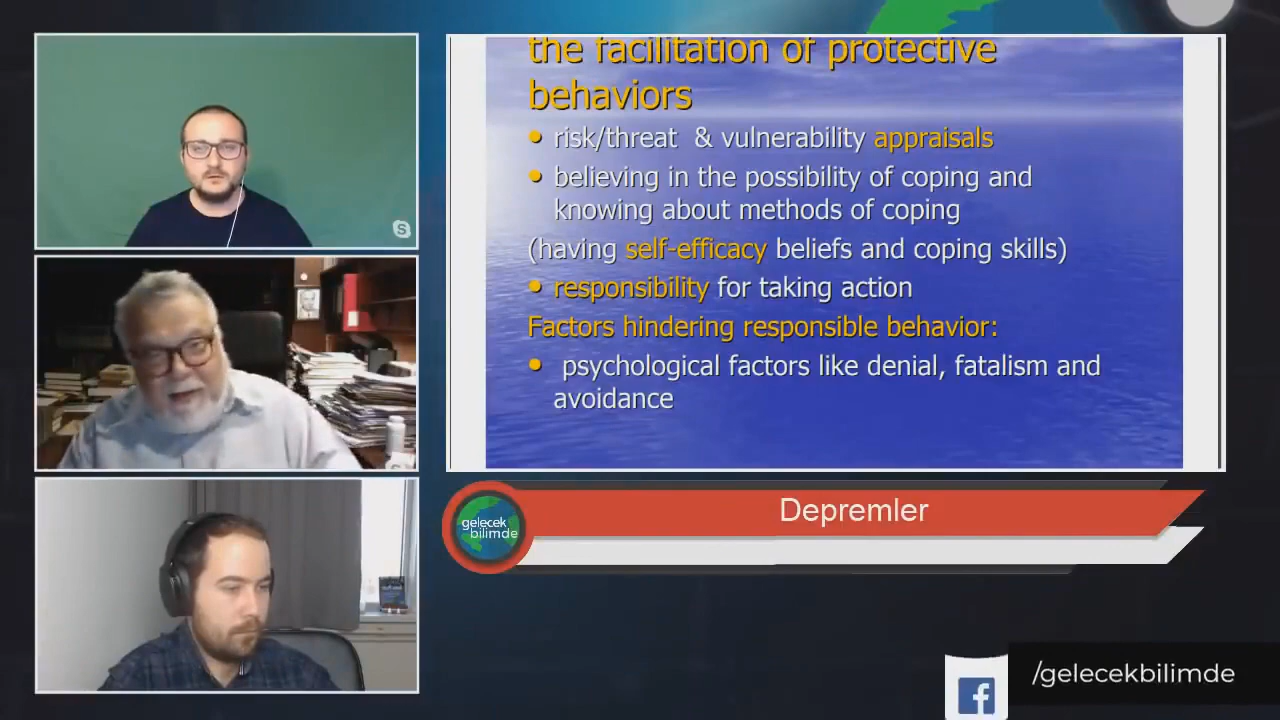 the facilitation of protective
behaviors
risk/threat & vulnerability appraisals
believing in the possibility of coping and
knowing about methods of coping
(having self-efficacy beliefs and coping skills)
responsibility for taking action
Factors hindering responsible behavior:
psychological factors like denial, fatalism and
avoidance
Depremler
gelecek
bilimde
/gelecekbilimde